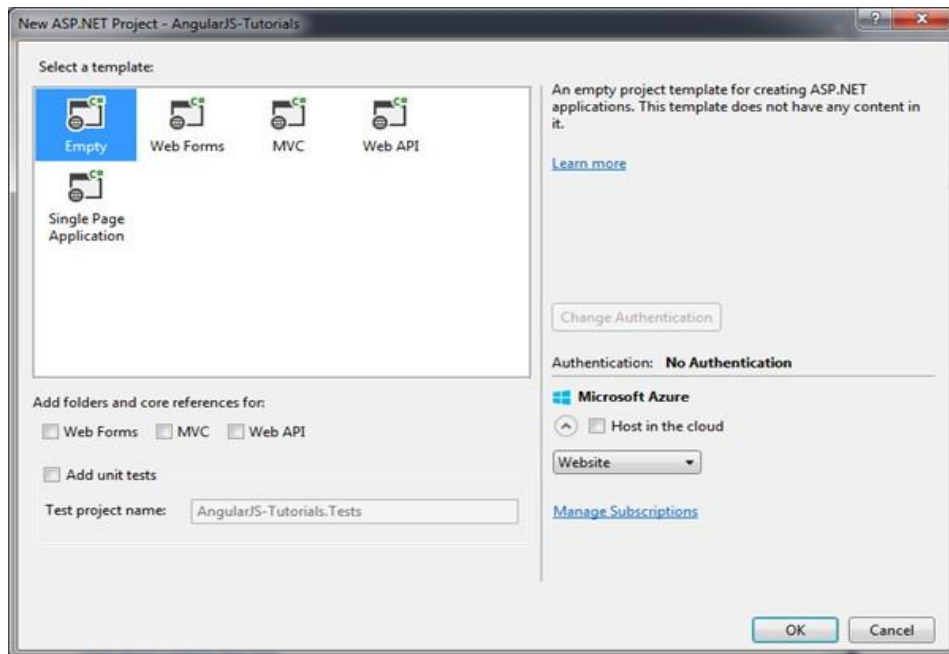 New ASP.NET Project - AngularJS-Tutorials
Select a template:
Empty
Web Forms
MVC
Web API
Single Page
Application
An empty project template for creating ASP.NET
applications. This template does not have any content in
it.
Learn more
Change Authentication
Authentication: No Authentication
Microsoft Azure
Host in the cloud
Website
Manage Subscriptions
Add folders and core references for:
Web Forms MVC Web API
Add unit tests
Test project name: AngularJS-Tutorials.Tests
OK
Cancel